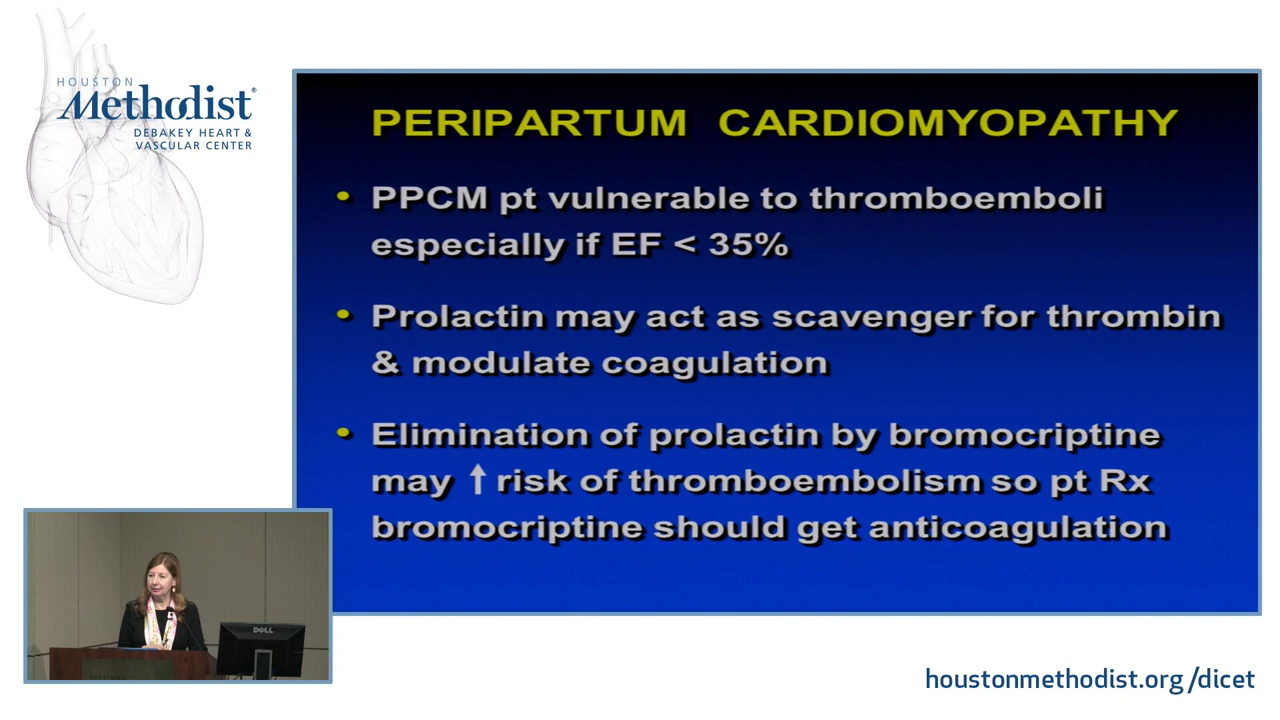 HOUSTON
Methodist®
DEBAKEY HEART &
VASCULAR CENTER
PERIPARTUM CARDIOMYOPATHY
• PPCM pt vulnerable to thromboemboli
especially if EF < 35%
• Prolactin may act as scavenger for thrombin
& modulate coagulation
• Elimination of prolactin by bromocriptine
may ↑ risk of thromboembolism so pt Rx
bromocriptine should get anticoagulation
DELL
houstonmethodist.org/dicet